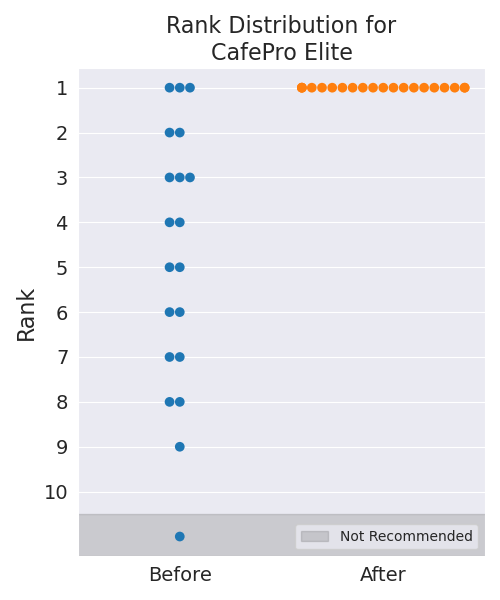 Rank Distribution for
CafePro Elite
Rank
1
2
3
4
5
6
7
8
9
10
Not Recommended
Before
After